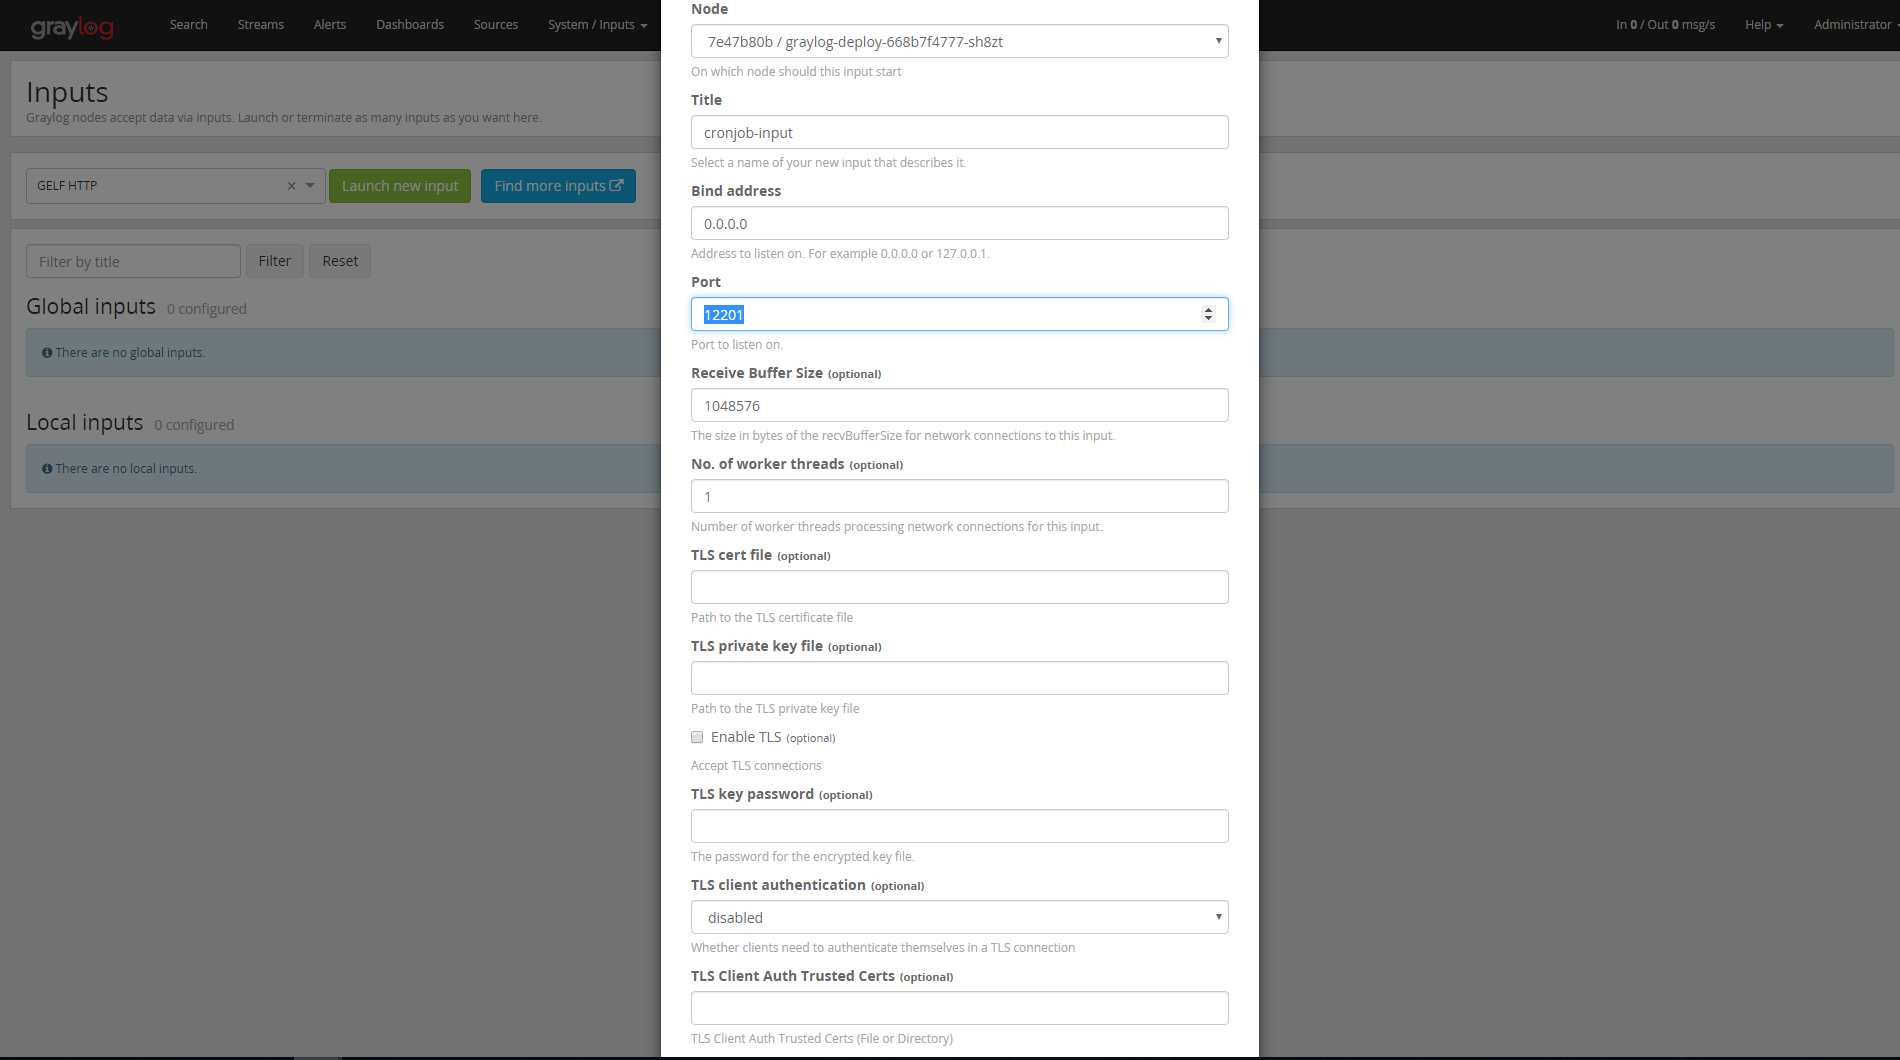 graylog
Search
Streams
Alerts
Dashboards
Sources
System / Inputs
In 0 / Out 0 msg/s
Help
Administrator
Inputs
Graylog nodes accept data via inputs. Launch or terminate as many inputs as you want here.
GELF HTTP
Launch new input
Find more inputs
Filter by title
Filter
Reset
Global inputs 0 configured
There are no global inputs.
Local inputs 0 configured
There are no local inputs.
Node
7e47b80b / graylog-deploy-668b7f4777-sh8zt
On which node should this input start
Title
cronjob-input
Select a name of your new input that describes it.
Bind address
0.0.0.0
Address to listen on. For example 0.0.0.0 or 127.0.0.1.
Port
12201
Port to listen on.
Receive Buffer Size (optional)
1048576
The size in bytes of the recvBufferSize for network connections to this input.
No. of worker threads (optional)
1
Number of worker threads processing network connections for this input.
TLS cert file (optional)
Path to the TLS certificate file
TLS private key file (optional)
Path to the TLS private key file
Enable TLS (optional)
Accept TLS connections
TLS key password (optional)
The password for the encrypted key file.
TLS client authentication (optional)
disabled
Whether clients need to authenticate themselves in a TLS connection
TLS Client Auth Trusted Certs (optional)
TLS Client Auth Trusted Certs (File or Directory)